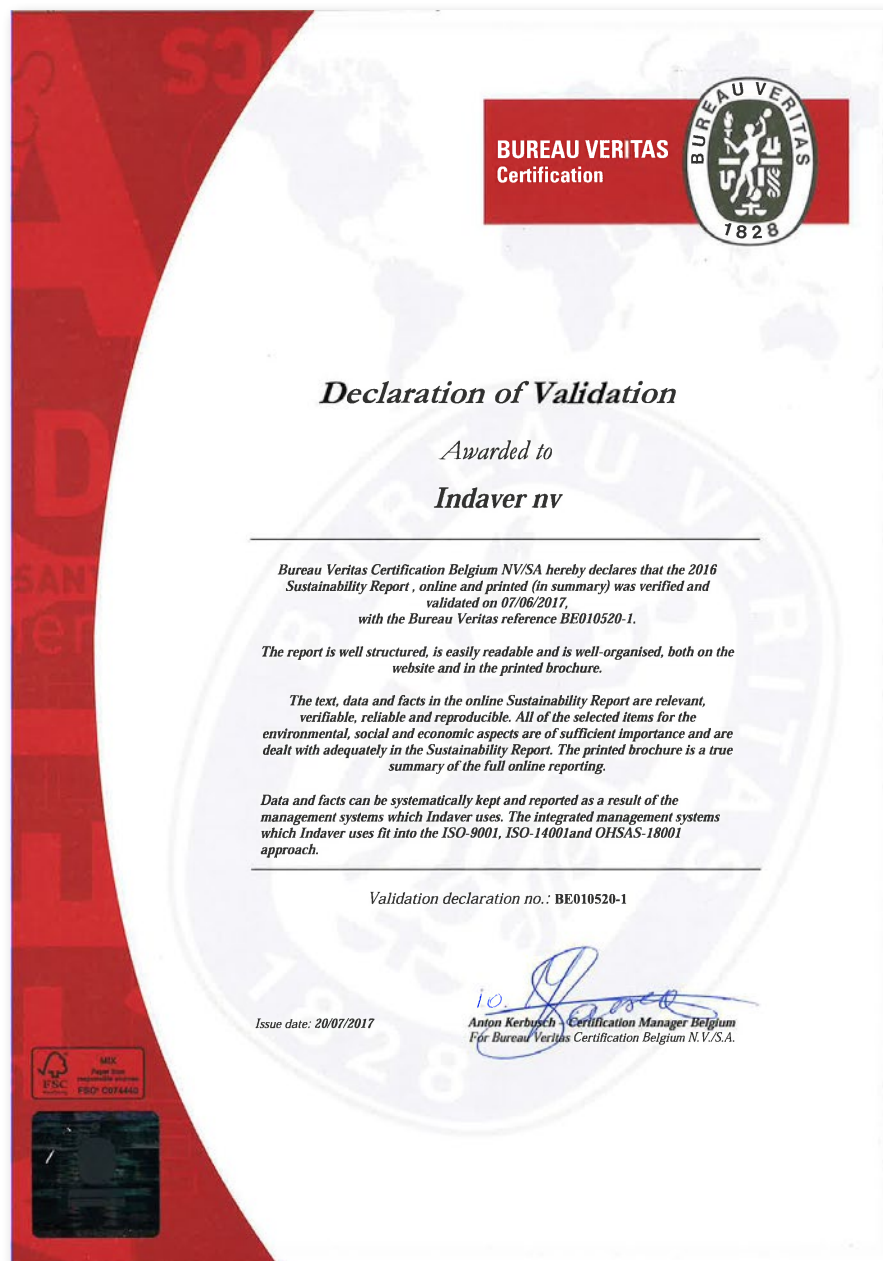 BUREAU VERITAS
Certification
BUREAU VERITAS
1828
Declaration of Validation
Awarded to
Indaver nv
Bureau Veritas Certification Belgium NV/SA hereby declares that the 2016
Sustainability Report , online and printed (in summary) was verified and
validated on 07/06/2017,
with the Bureau Veritas reference BE010520-1.
The report is well structured, is easily readable and is well-organised, both on the
website and in the printed brochure.
The text, data and facts in the online Sustainability Report are relevant,
verifiable, reliable and reproducible. All of the selected items for the
environmental, social and economic aspects are of sufficient importance and are
dealt with adequately in the Sustainability Report. The printed brochure is a true
summary of the full online reporting.
Data and facts can be systematically kept and reported as a result of the
management systems which Indaver uses. The integrated management systems
which Indaver uses fit into the ISO-9001, ISO-14001and OHSAS-18001
approach.
Validation declaration no.: BE010520-1
i.o.
Issue date: 20/07/2017
Anton Kerbusch - Certification Manager Belgium
For Bureau Veritas Certification Belgium N.V./S.A.
MIX
Paper from
responsible sources
FSC
FSC® C074440
BUREAU VERITAS
1828